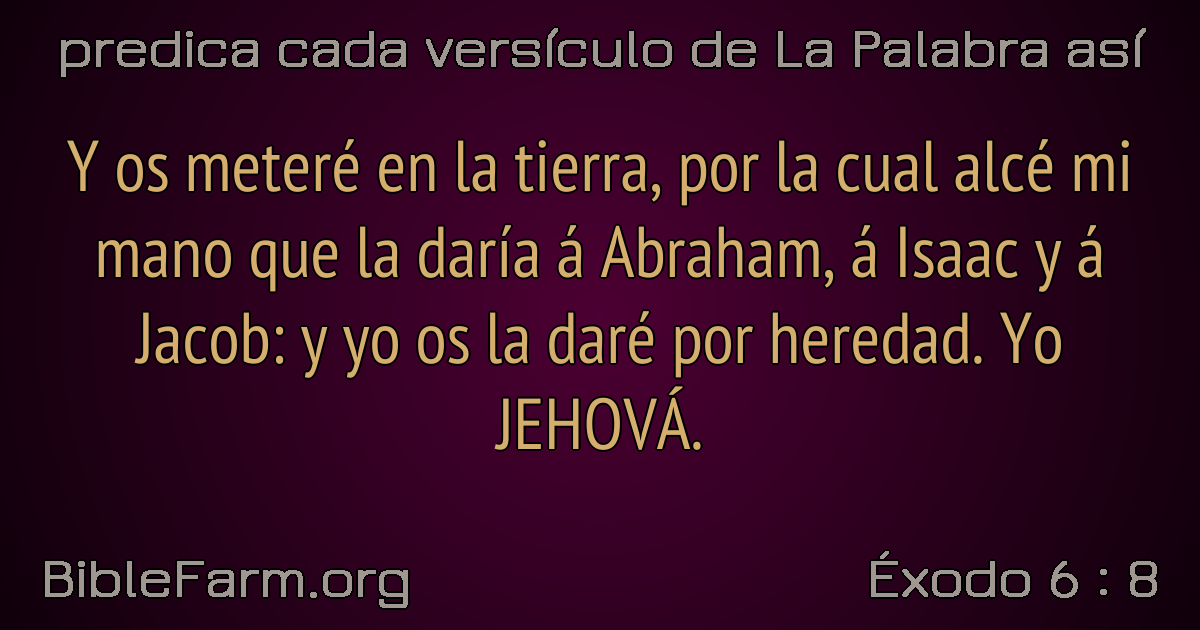 predica cada versículo de La Palabra así
Y os meteré en la tierra, por la cual alcé mi
mano que la daría á Abraham, á Isaac y á
Jacob: y yo os la daré por heredad. Yo
JEHOVÁ.
BibleFarm.org
Éxodo 6 : 8